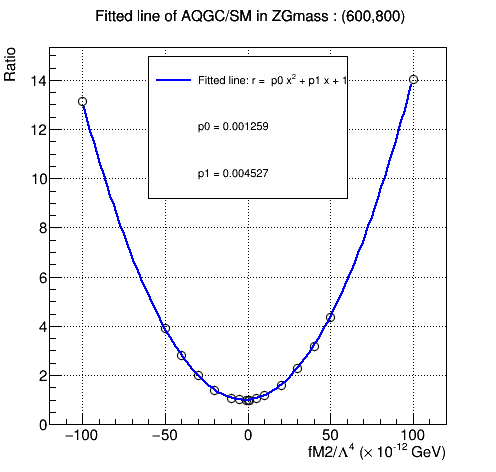 Fitted line of AQGC/SM in ZGmass : (600,800)
Ratio
Fitted line: r = p0 x² + p1 x + 1
p0 = 0.001259
p1 = 0.004527
14
12
10
8
6
4
2
0
−100 −50 0 50 100
fM2/Λ⁴ (× 10⁻¹² GeV)